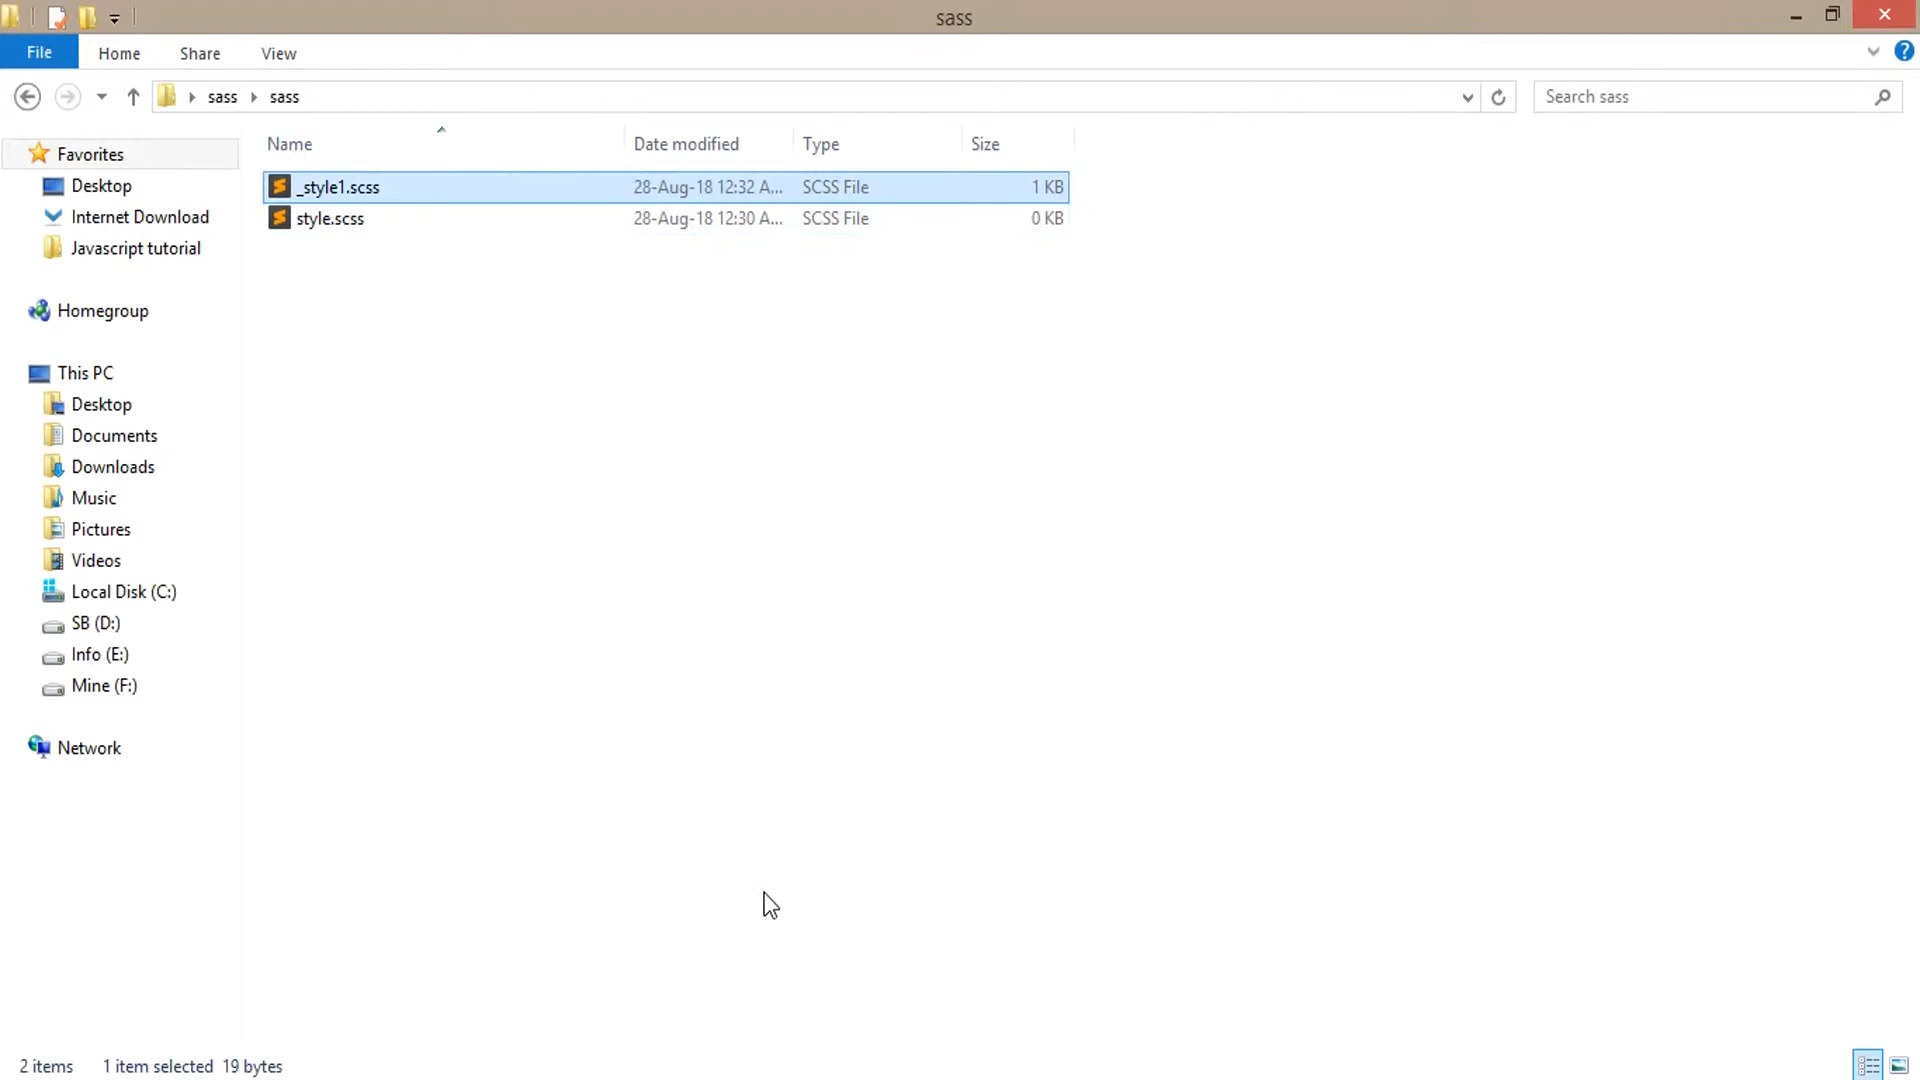 sass
File Home Share View
sass sass Search sass
Name Date modified Type Size
Favorites
Desktop
Internet Download
Javascript tutorial
Homegroup
This PC
Desktop
Documents
Downloads
Music
Pictures
Videos
Local Disk (C:)
SB (D:)
Info (E:)
Mine (F:)
Network
_style1.scss 28-Aug-18 12:32 A... SCSS File 1 KB
style.scss 28-Aug-18 12:30 A... SCSS File 0 KB
2 items 1 item selected 19 bytes